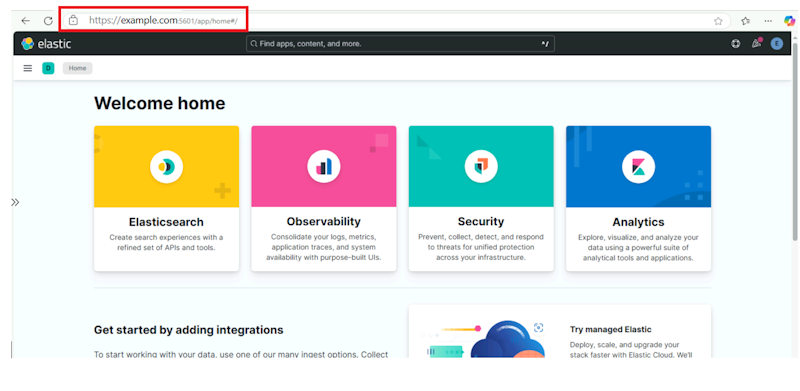 https://example.com:5601/app/home#/
elastic
Find apps, content, and more.
^/
E
D
Home
Welcome home
Elasticsearch
Create search experiences with a
refined set of APIs and tools.
Observability
Consolidate your logs, metrics,
application traces, and system
availability with purpose-built UIs.
Security
Prevent, collect, detect, and respond
to threats for unified protection
across your infrastructure.
Analytics
Explore, visualize, and analyze your
data using a powerful suite of
analytical tools and applications.
Get started by adding integrations
To start working with your data, use one of our many ingest options. Collect
Try managed Elastic
Deploy, scale, and upgrade your
stack faster with Elastic Cloud. We'll